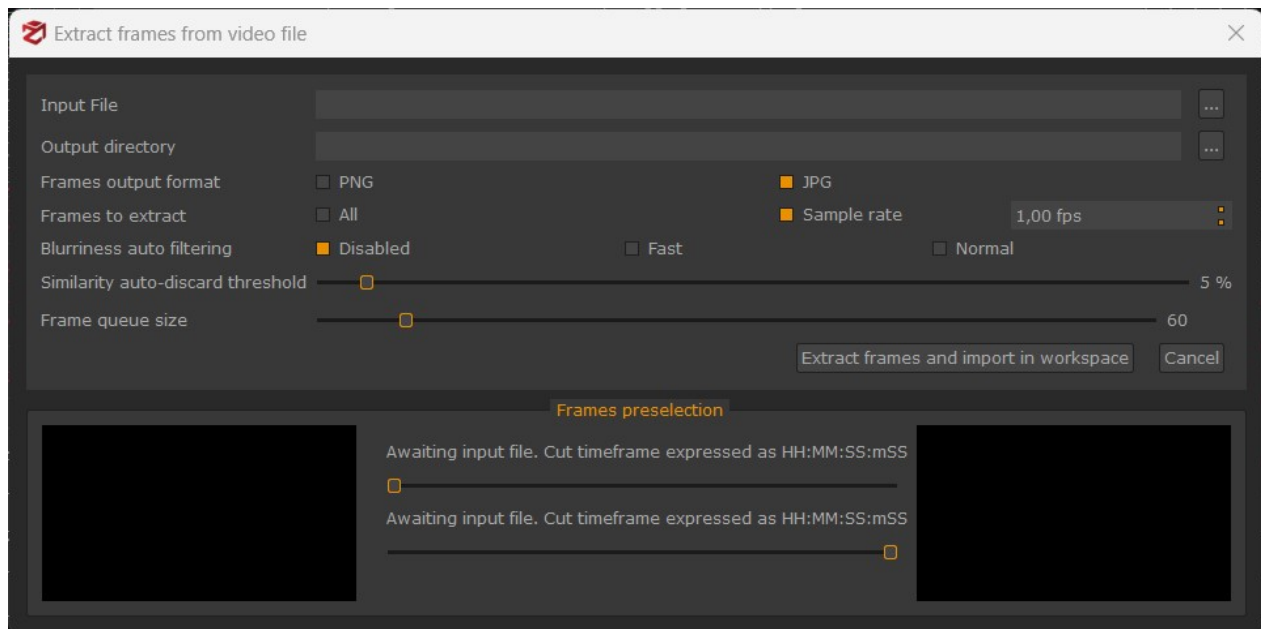 Extract frames from video file
Input File ...
Output directory ...
Frames output format PNG JPG
Frames to extract All Sample rate 1,00 fps
Blurriness auto filtering Disabled Fast Normal
Similarity auto-discard threshold 5 %
Frame queue size 60
Extract frames and import in workspace Cancel
Frames preselection
Awaiting input file. Cut timeframe expressed as HH:MM:SS:mSS
Awaiting input file. Cut timeframe expressed as HH:MM:SS:mSS